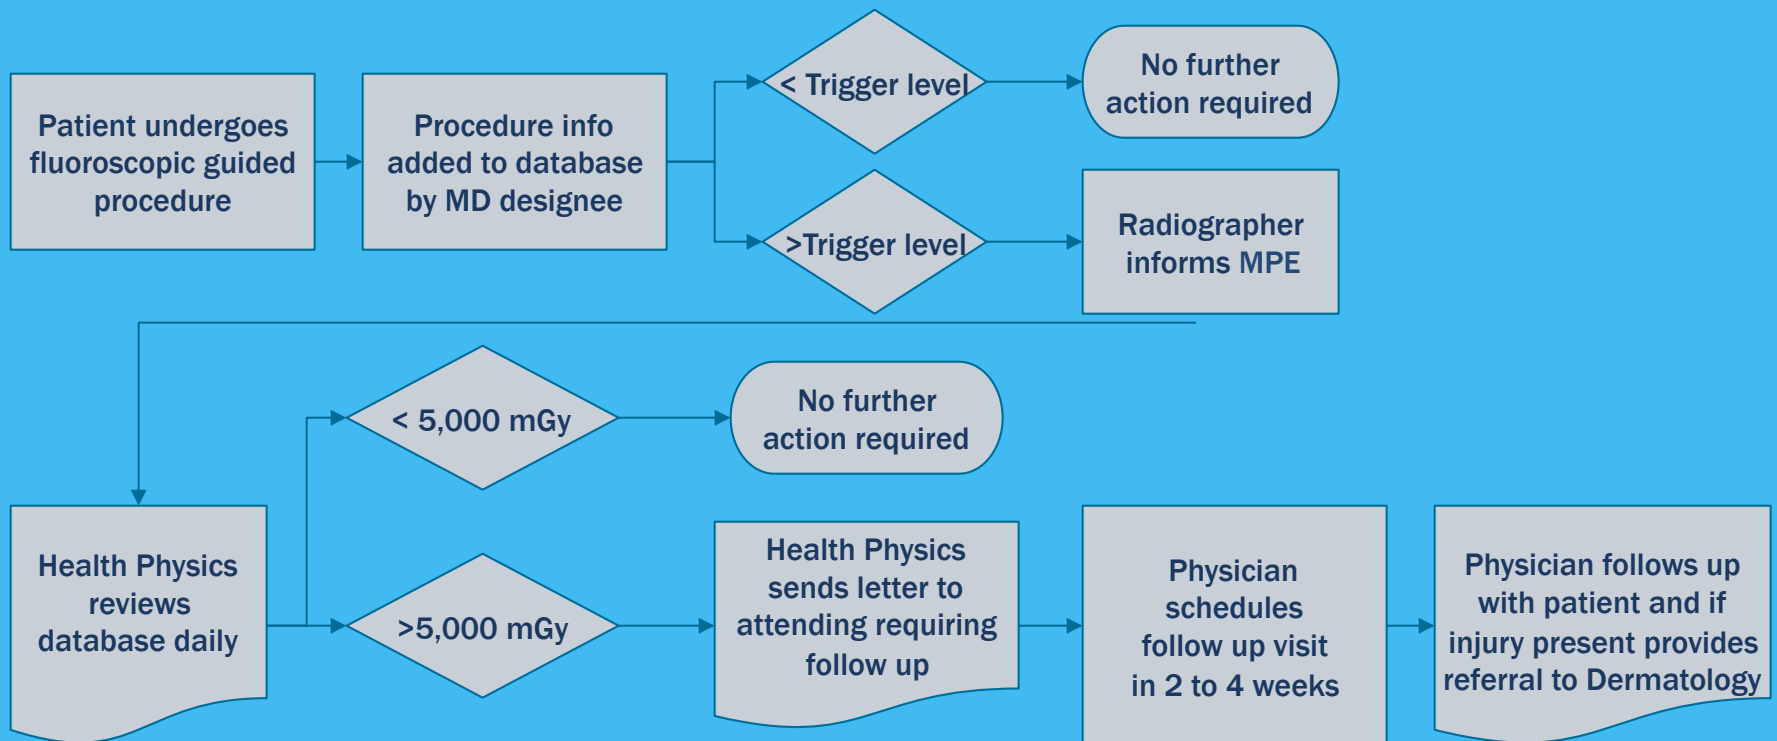 Patient undergoes
fluoroscopic guided
procedure
Procedure info
added to database
by MD designee
< Trigger level
No further
action required
>Trigger level
Radiographer
informs MPE
Health Physics
reviews
database daily
< 5,000 mGy
No further
action required
>5,000 mGy
Health Physics
sends letter to
attending requiring
follow up
Physician
schedules
follow up visit
in 2 to 4 weeks
Physician follows up
with patient and if
injury present provides
referral to Dermatology